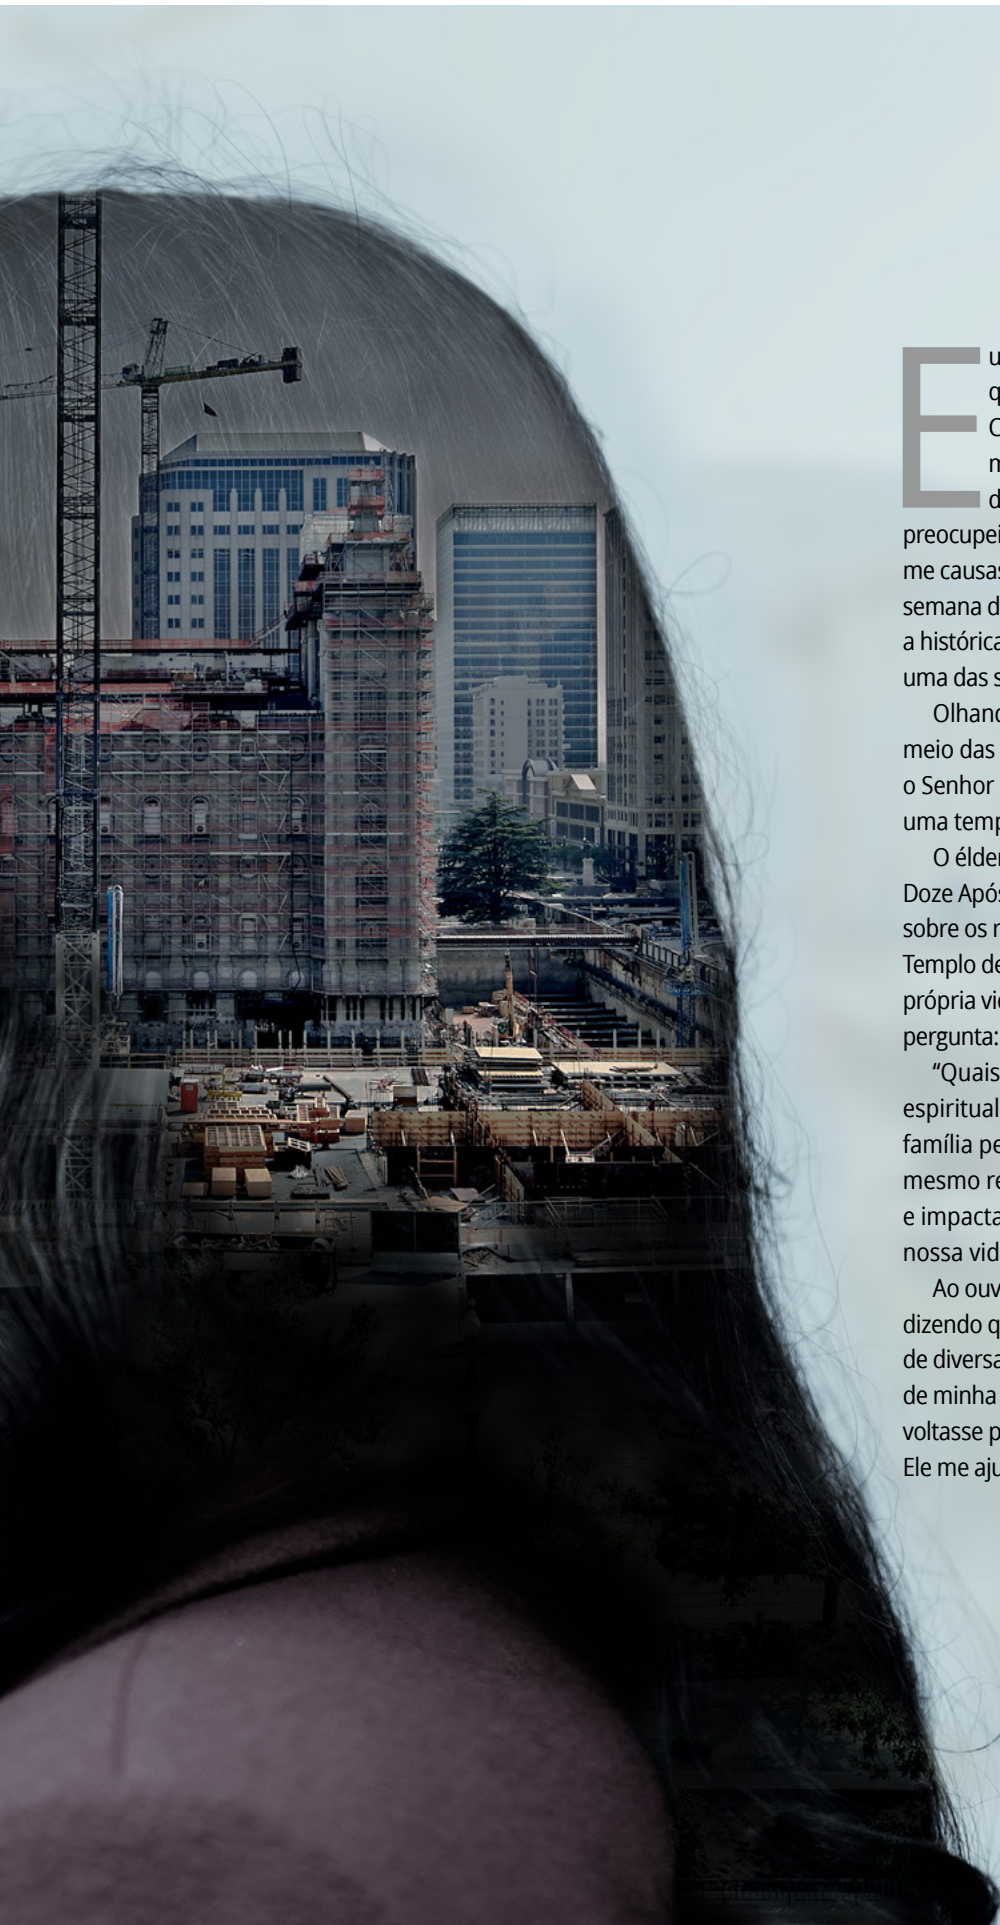 Eu
q
C
m
d
preocupei
me causas
semana d
a histórica
uma das s
Olhand
meio das
o Senhor
uma temp
O élder
Doze Após
sobre os r
Templo de
própria vi
pergunta:
“Quais
espiritual
família pe
mesmo re
e impacta
nossa vid
Ao ouv
dizendo q
de diversa
de minha
voltasse p
Ele me aju